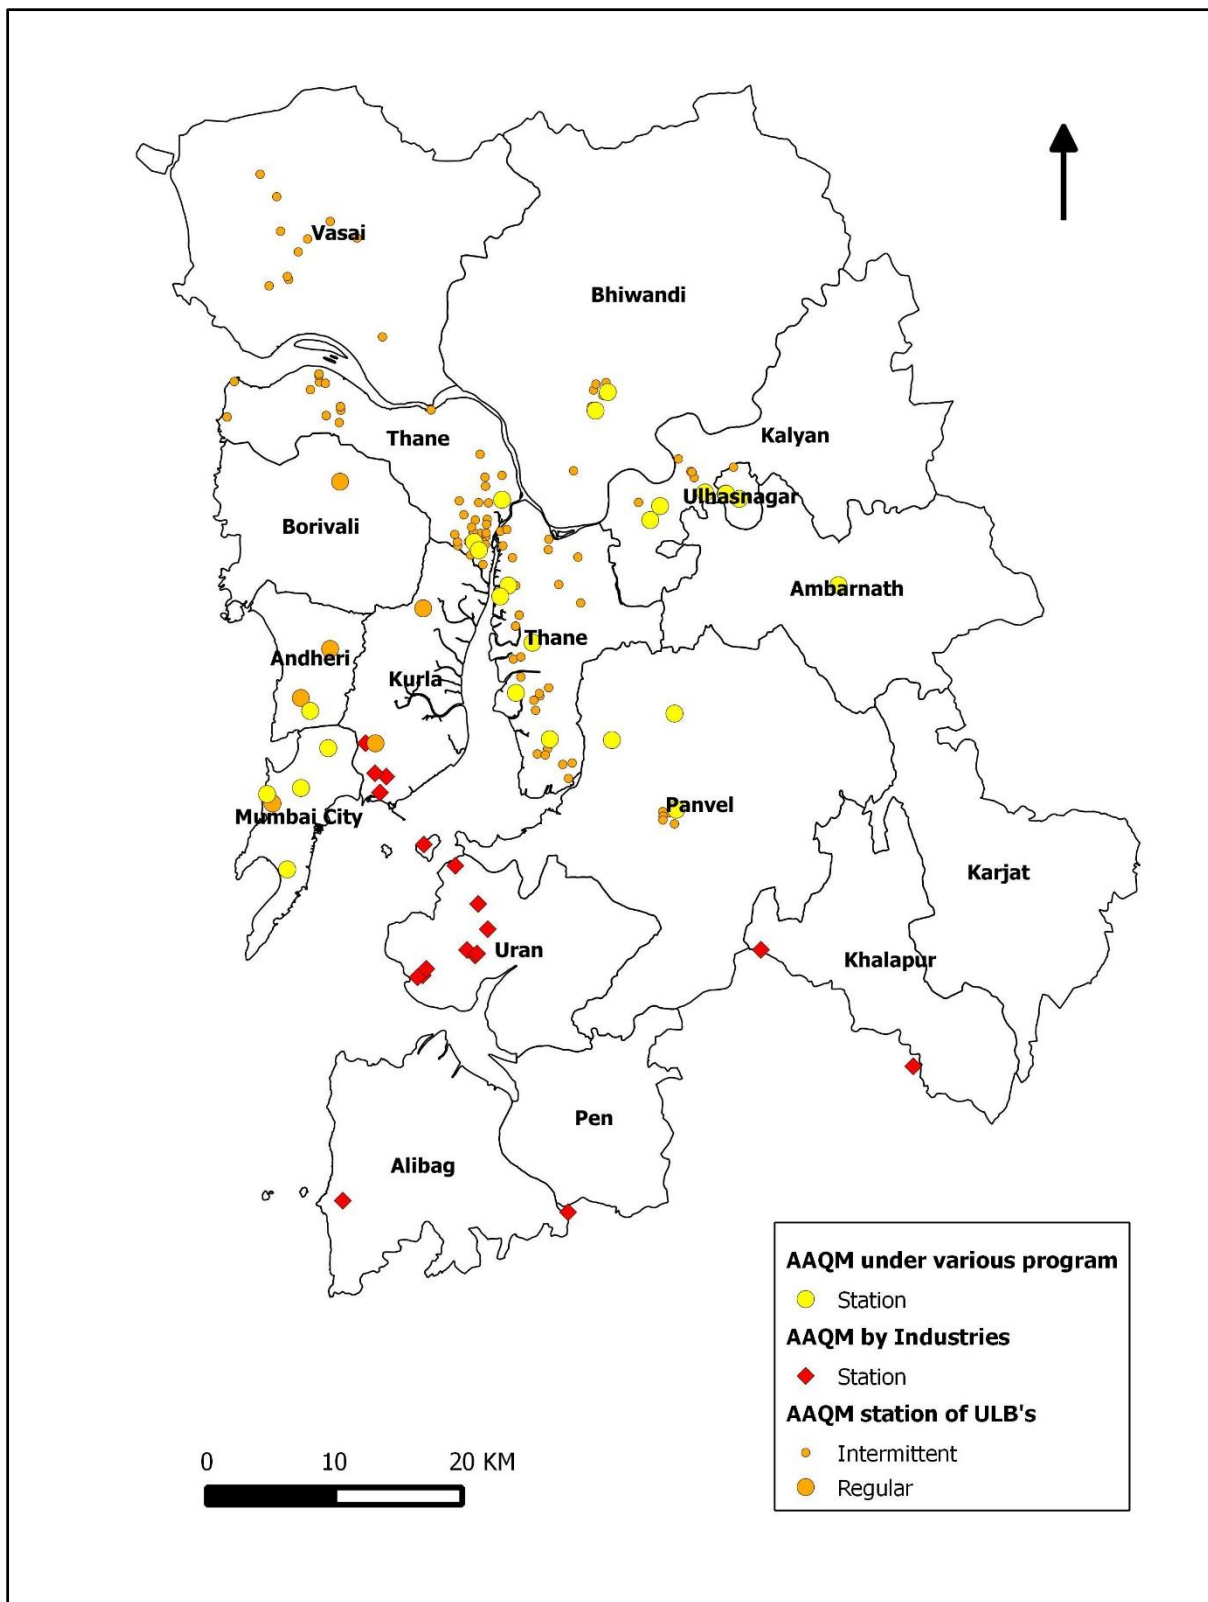 Vasai
Bhiwandi
Kalyan
Thane
Ulhasnagar
Borivali
Ambarnath
Thane
Andheri
Kurla
Panvel
Mumbai City
Karjat
Uran
Khalapur
Pen
Alibag
AAQM under various program
Station
AAQM by Industries
Station
AAQM station of ULB's
Intermittent
Regular
0 10 20 KM